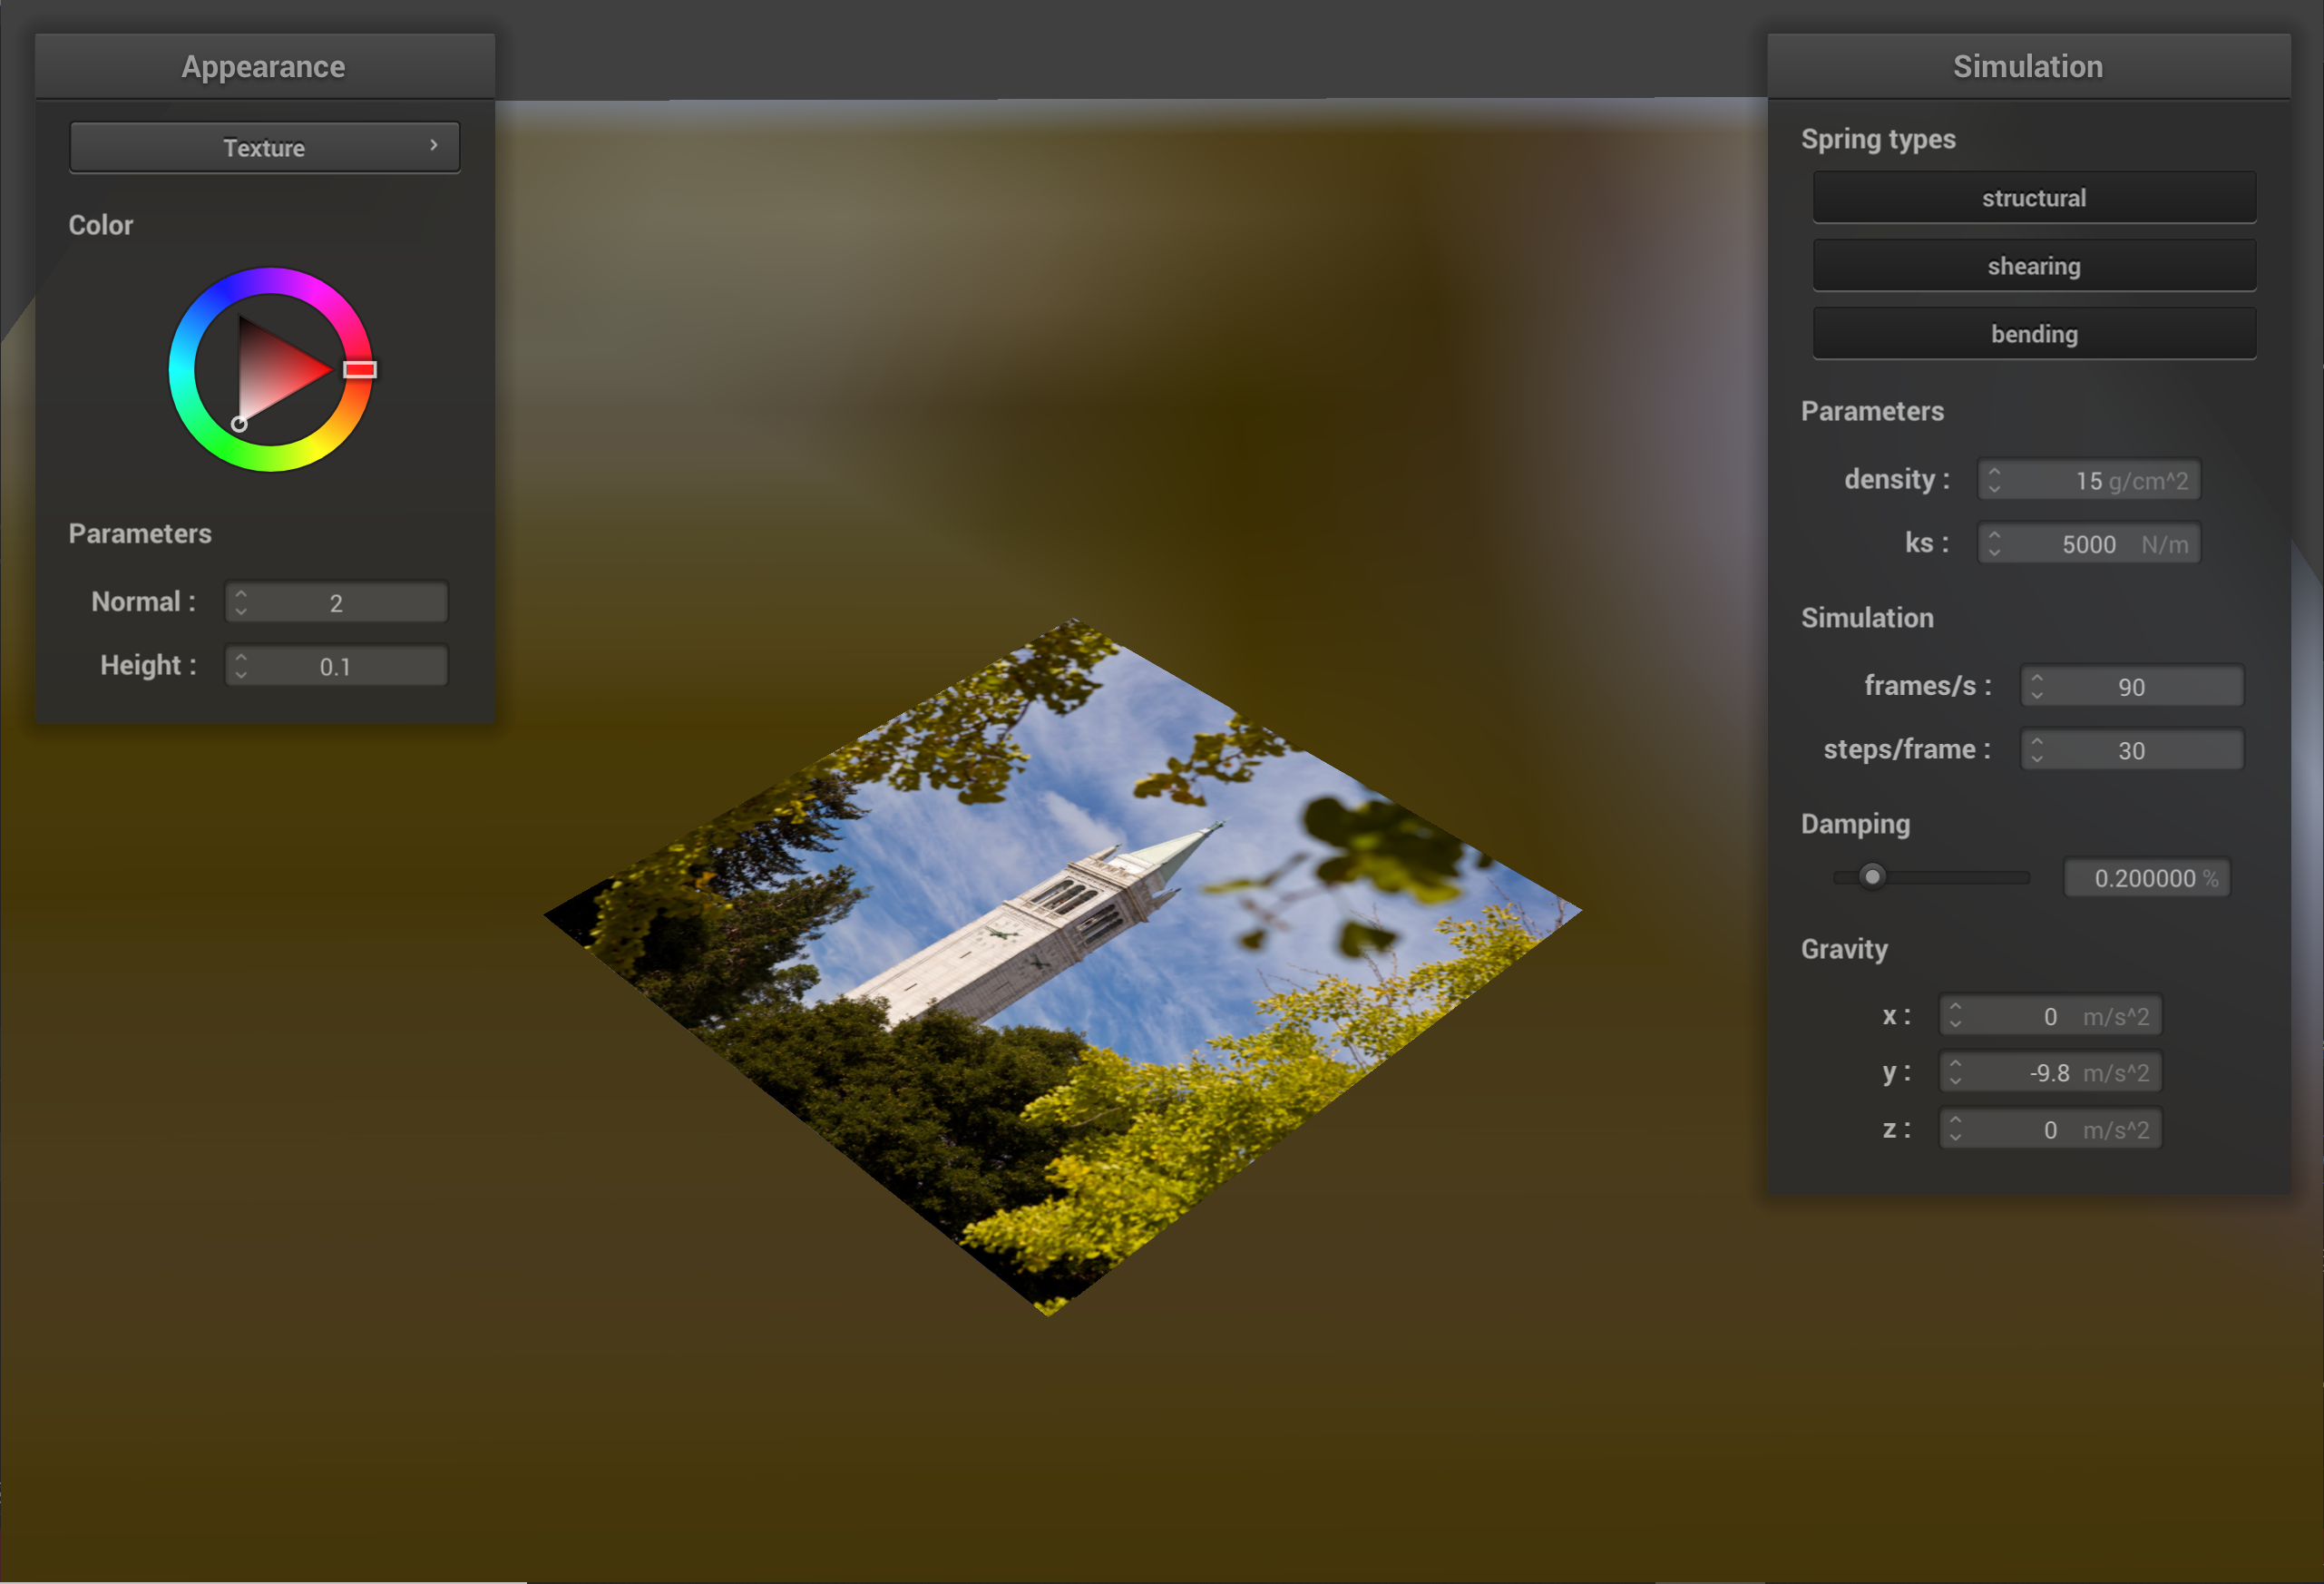 Appearance
Texture
Color
Parameters
Normal : 2
Height : 0.1
Simulation
Spring types
structural
shearing
bending
Parameters
density : 15 g/cm^2
ks : 5000 N/m
Simulation
frames/s : 90
steps/frame : 30
Damping
0.200000 %
Gravity
x : 0 m/s^2
y : -9.8 m/s^2
z : 0 m/s^2